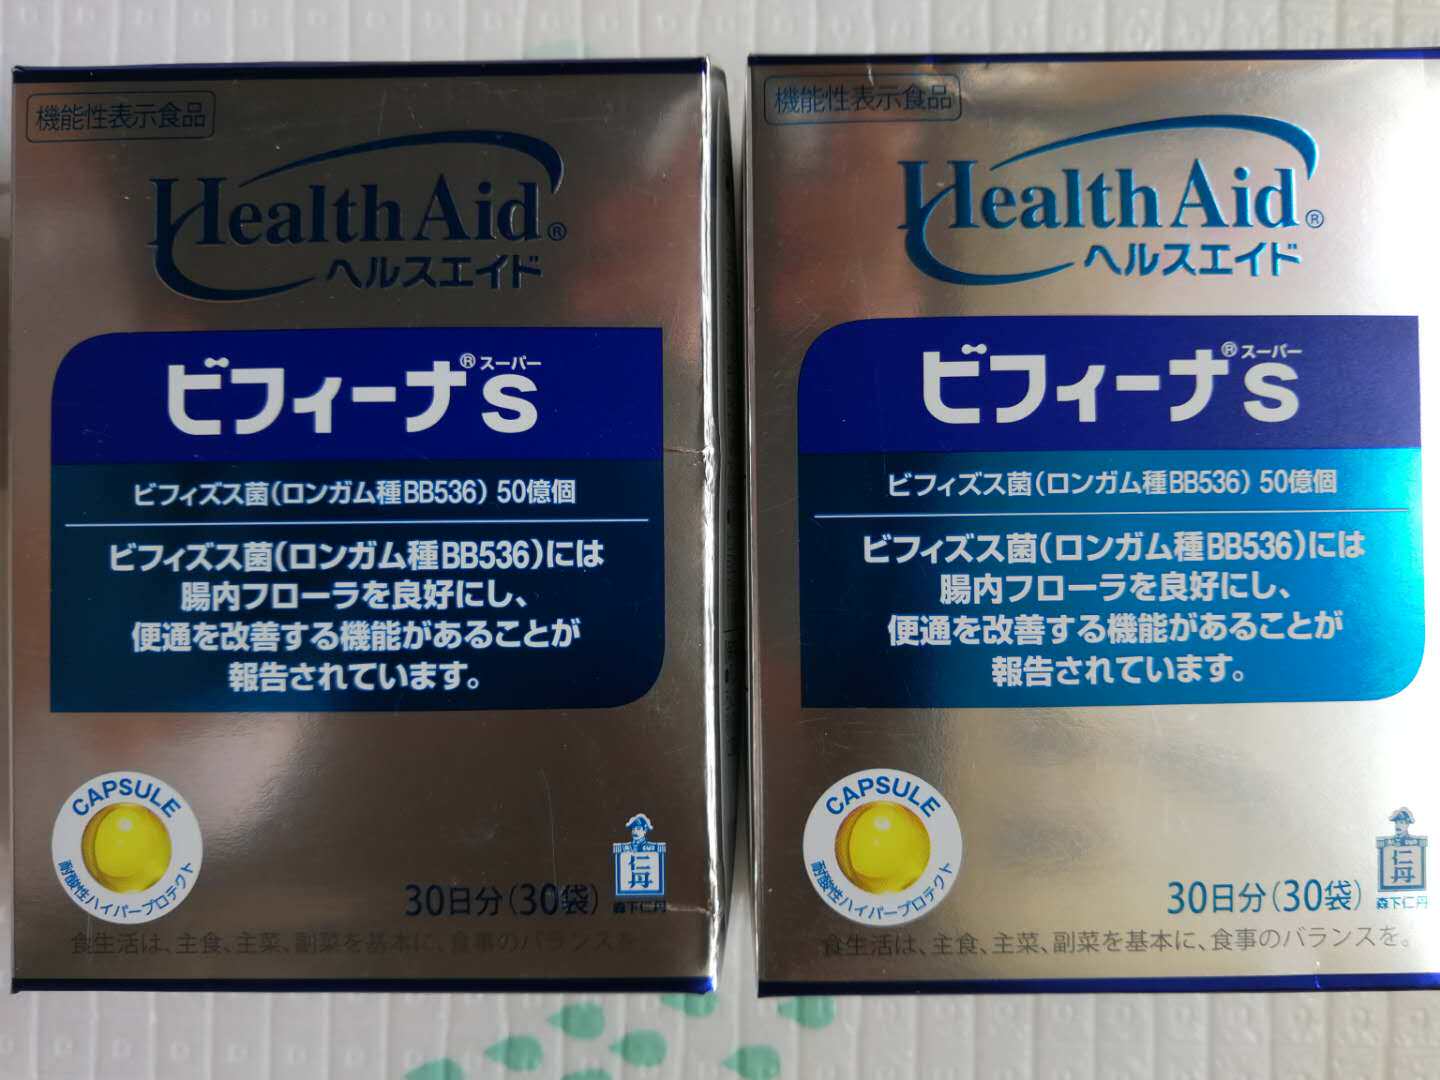 機能性表示食品
Health Aid®
ヘルスエイド
ビフィーナ®S
スーパー
ビフィズス菌(ロンガム種BB536) 50億個
ビフィズス菌(ロンガム種BB536)には
腸内フローラを良好にし、
便通を改善する機能があることが
報告されています。
CAPSULE
耐酸性ハイパープロテクト
仁丹
森下仁丹
30日分(30袋)
食生活は、主食、主菜、副菜を基本に、食事のバランスを
機能性表示食品
Health Aid®
ヘルスエイド
ビフィーナ®S
スーパー
ビフィズス菌(ロンガム種BB536) 50億個
ビフィズス菌(ロンガム種BB536)には
腸内フローラを良好にし、
便通を改善する機能があることが
報告されています。
CAPSULE
耐酸性ハイパープロテクト
仁丹
森下仁丹
30日分(30袋)
食生活は、主食、主菜、副菜を基本に、食事のバランスを。